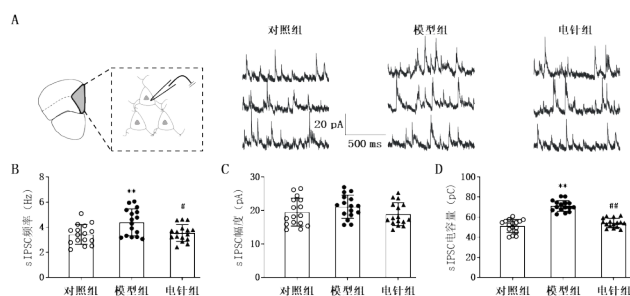 A
对照组 模型组 电针组
20 pA
500 ms
B
sIPSC频率 (Hz)
8
6
4
2
0
**
#
对照组 模型组 电针组
C
sIPSC幅度 (pA)
40
30
20
10
0
对照组 模型组 电针组
D
sIPSC电容量 (pC)
100
80
60
40
20
0
**
##
对照组 模型组 电针组